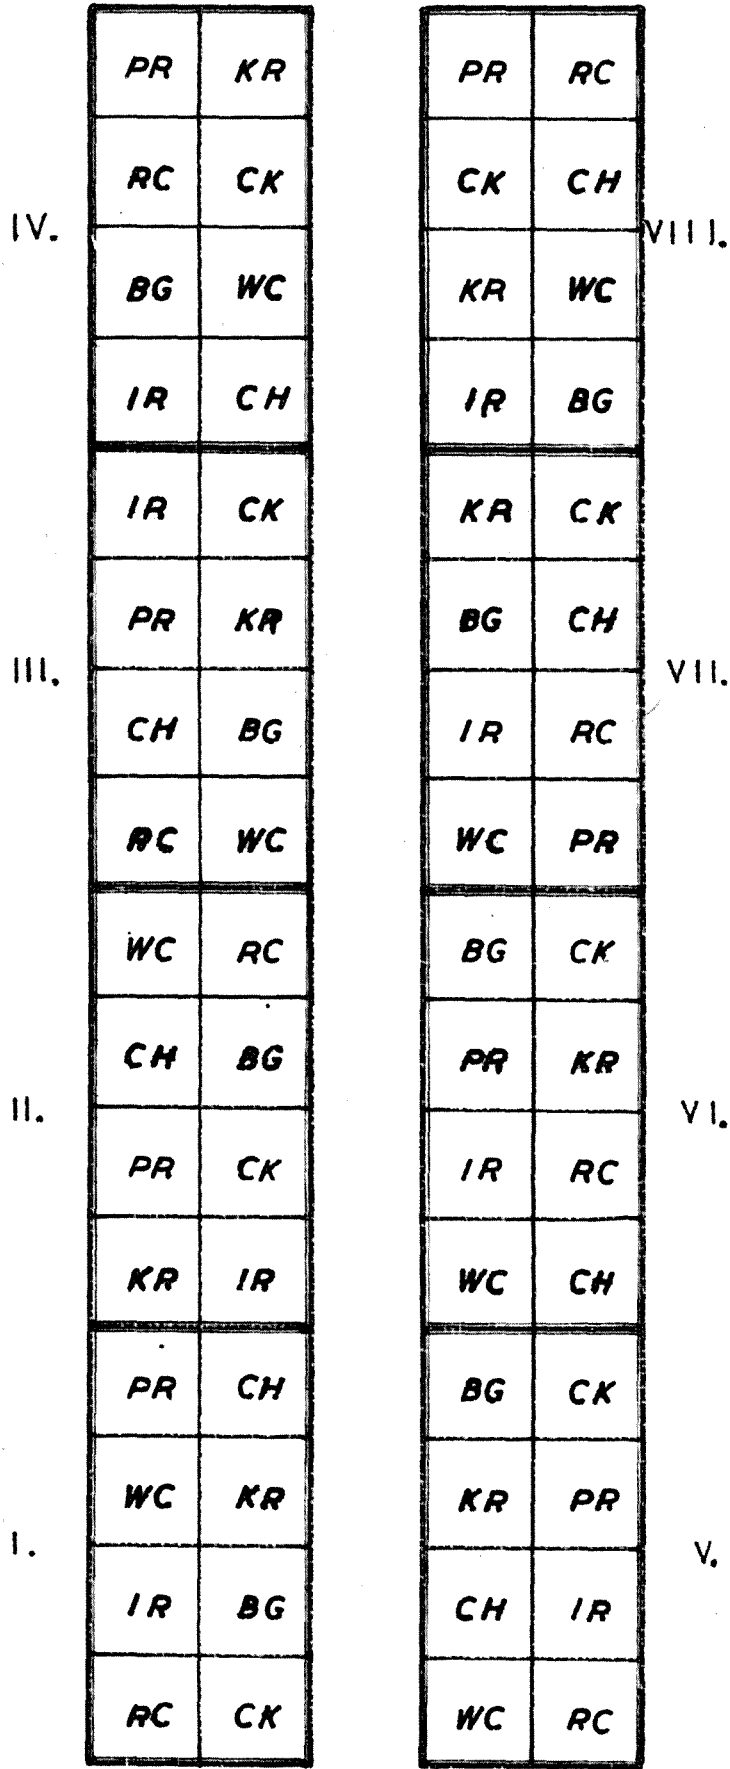 PR KR
RC CK
IV.
BG WC
IR CH
IR CK
PR KR
III.
CH BG
RC WC
WC RC
CH BG
II.
PR CK
KR IR
PR CH
WC KR
I.
IR BG
RC CK
PR RC
CK CH
VIII.
KR WC
IR BG
KR CK
BG CH
VII.
IR RC
WC PR
BG CK
PR KR
VI.
IR RC
WC CH
BG CK
KR PR
V.
CH IR
WC RC